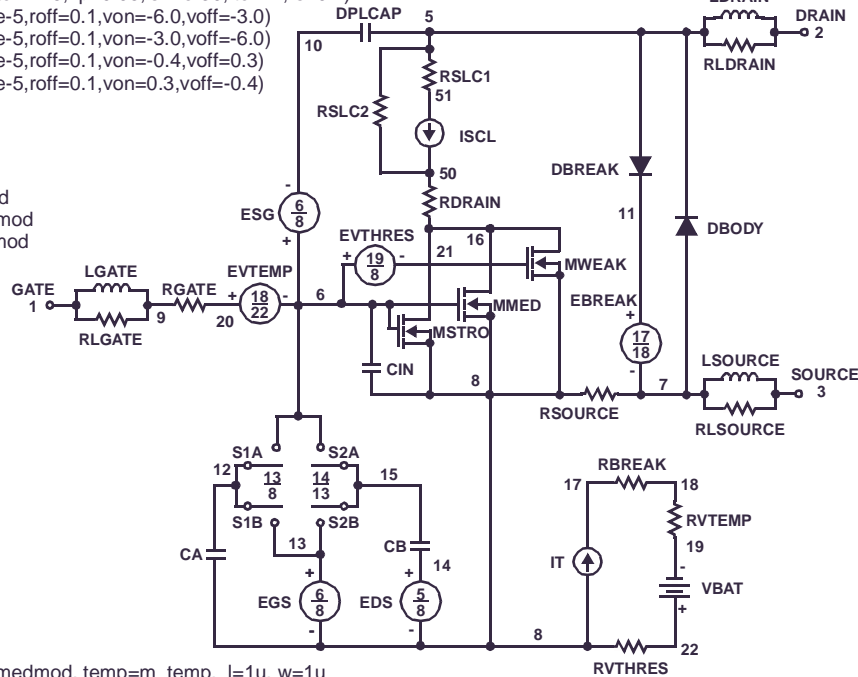 e-5,roff=0.1,von=-6.0,voff=-3.0)
e-5,roff=0.1,von=-3.0,voff=-6.0)
e-5,roff=0.1,von=-0.4,voff=0.3)
e-5,roff=0.1,von=0.3,voff=-0.4)
d
mod
mod
DPLCAP
5
10
LDRAIN
DRAIN
2
RLDRAIN
RSLC1
51
RSLC2
ISCL
50
RDRAIN
DBREAK
11
DBODY
ESG
6
8
-
+
EVTHRES
+
19
8
-
21
16
MWEAK
LGATE
GATE
1
RLGATE
9
RGATE
20
EVTEMP
+
18
22
-
6
MMED
MSTRO
EBREAK
+
17
18
-
CIN
8
RSOURCE
7
LSOURCE
SOURCE
3
RLSOURCE
S1A
S2A
12
13
8
14
13
15
S1B
S2B
13
CA
CB
14
+
EGS
6
8
-
+
EDS
5
8
-
8
RBREAK
17
18
RVTEMP
19
IT
-
VBAT
+
22
RVTHRES
medmod, temp=m_temp, l=1u, w=1u